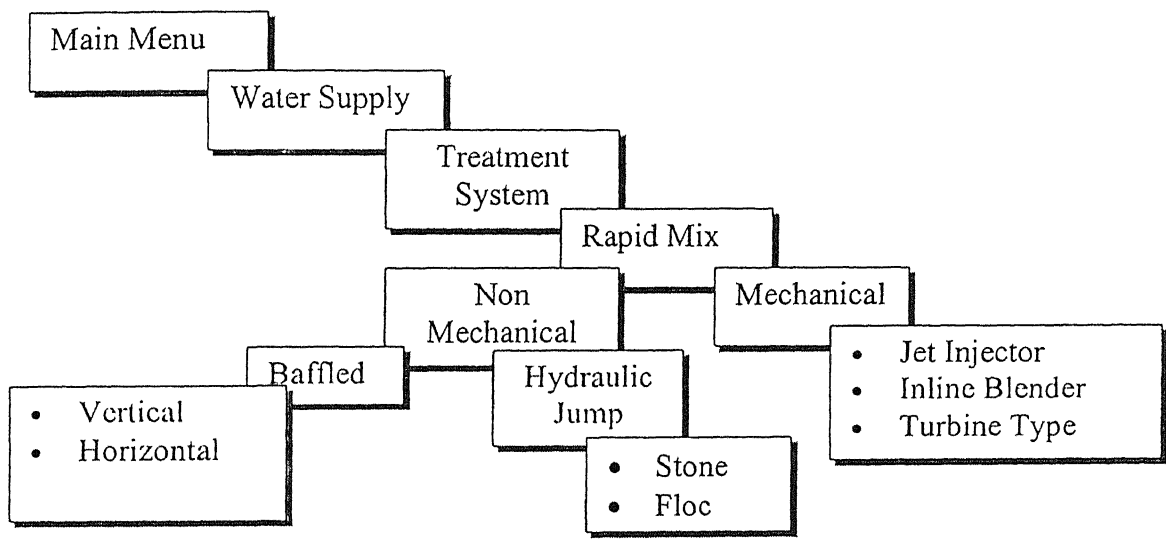 Main Menu
Water Supply
Treatment
System
Rapid Mix
Non
Mechanical
Mechanical
Baffled
Hydraulic
Jump
• Vertical
• Horizontal
• Stone
• Floc
• Jet Injector
• Inline Blender
• Turbine Type